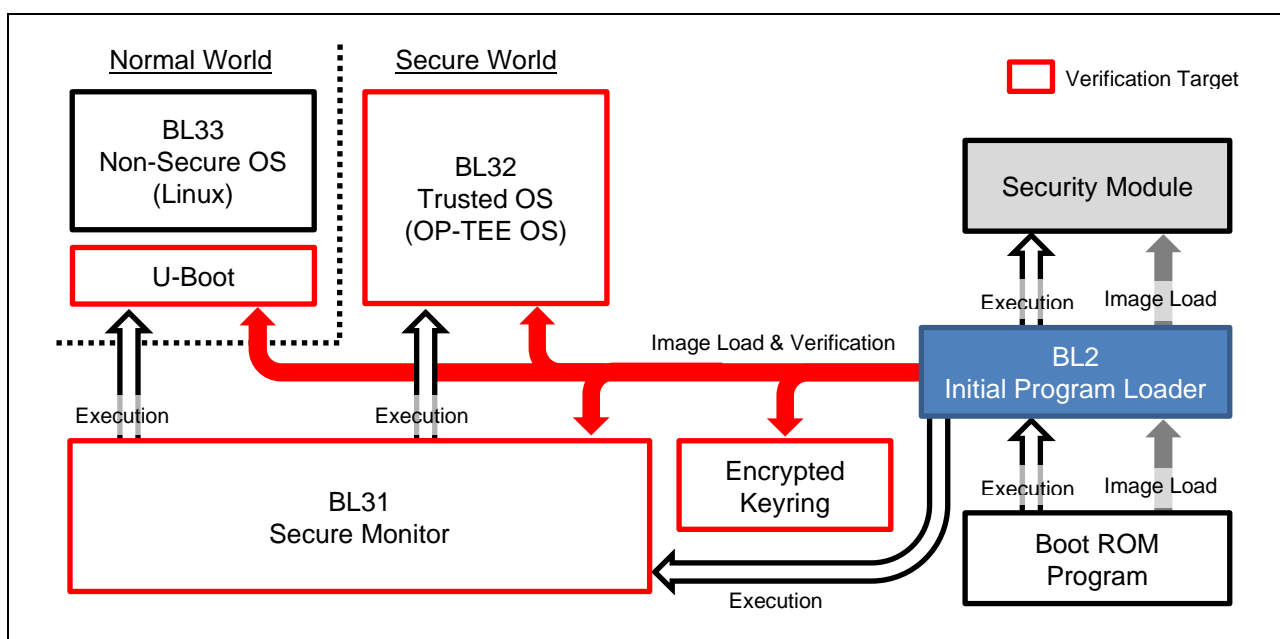 Normal World
Secure World
Verification Target
BL33
Non-Secure OS
(Linux)
BL32
Trusted OS
(OP-TEE OS)
Security Module
U-Boot
Execution
Image Load
Image Load & Verification
BL2
Initial Program Loader
Execution
Execution
BL31
Secure Monitor
Encrypted
Keyring
Execution
Image Load
Boot ROM
Program
Execution